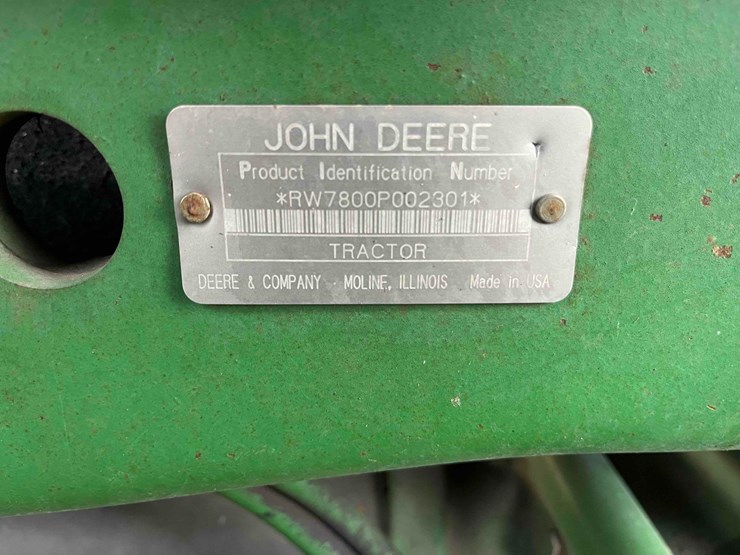 JOHN DEERE
Product Identification Number
*RW7800P002301*
TRACTOR
DEERE & COMPANY MOLINE, ILLINOIS Made in USA